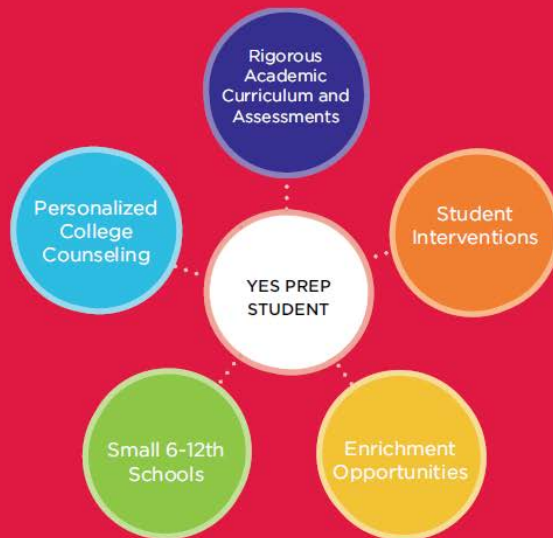 Rigorous
Academic
Curriculum and
Assessments
Personalized
College
Counseling
Student
Interventions
YES PREP
STUDENT
Small 6-12th
Schools
Enrichment
Opportunities